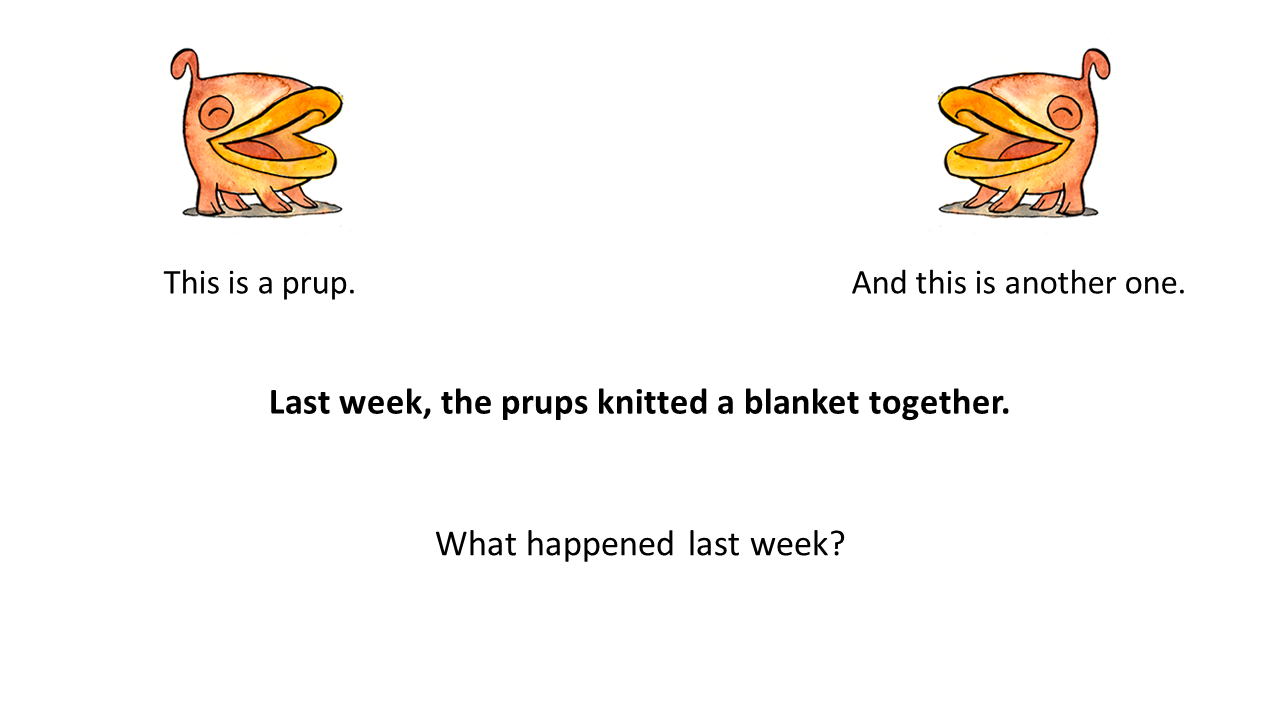 This is a prup.
And this is another one.
Last week, the prups knitted a blanket together.
What happened last week?